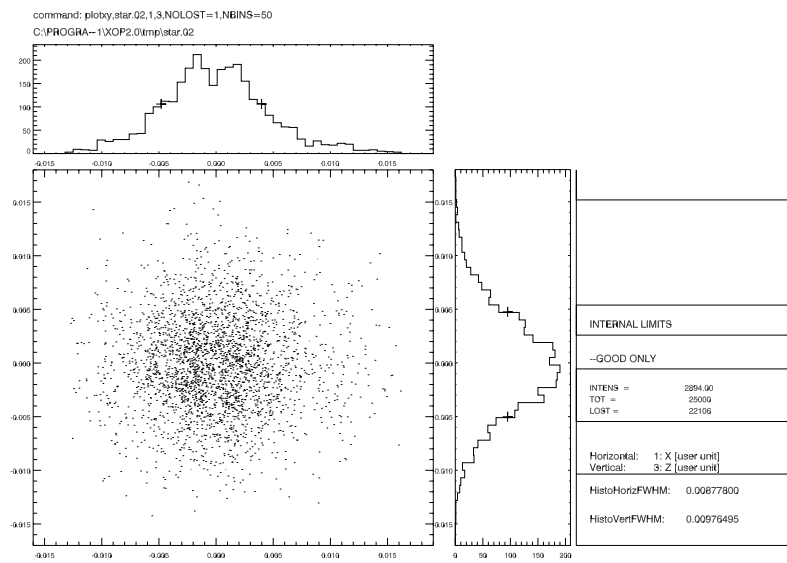 command: plotxy,star.02,1,3,NOLOST=1,NBINS=50
C:\PROGRA~1\XOP2.0\tmp\star.02
200
150
100
50
0
-0.015 -0.010 -0.005 0.000 0.005 0.010 0.015
0.015 0.015
0.010 0.010
0.005 0.005
INTERNAL LIMITS
0.000 0.000
--GOOD ONLY
INTENS = 2894.00
TOT = 25000
LOST = 22106
-0.005 -0.005
Horizontal: 1: X [user unit]
Vertical: 3: Z [user unit]
-0.010 -0.010
HistoHorizFWHM: 0.00877800
HistoVertFWHM: 0.00976495
-0.015 -0.015
-0.015 -0.010 -0.005 0.000 0.005 0.010 0.015 0 50 100 150 200